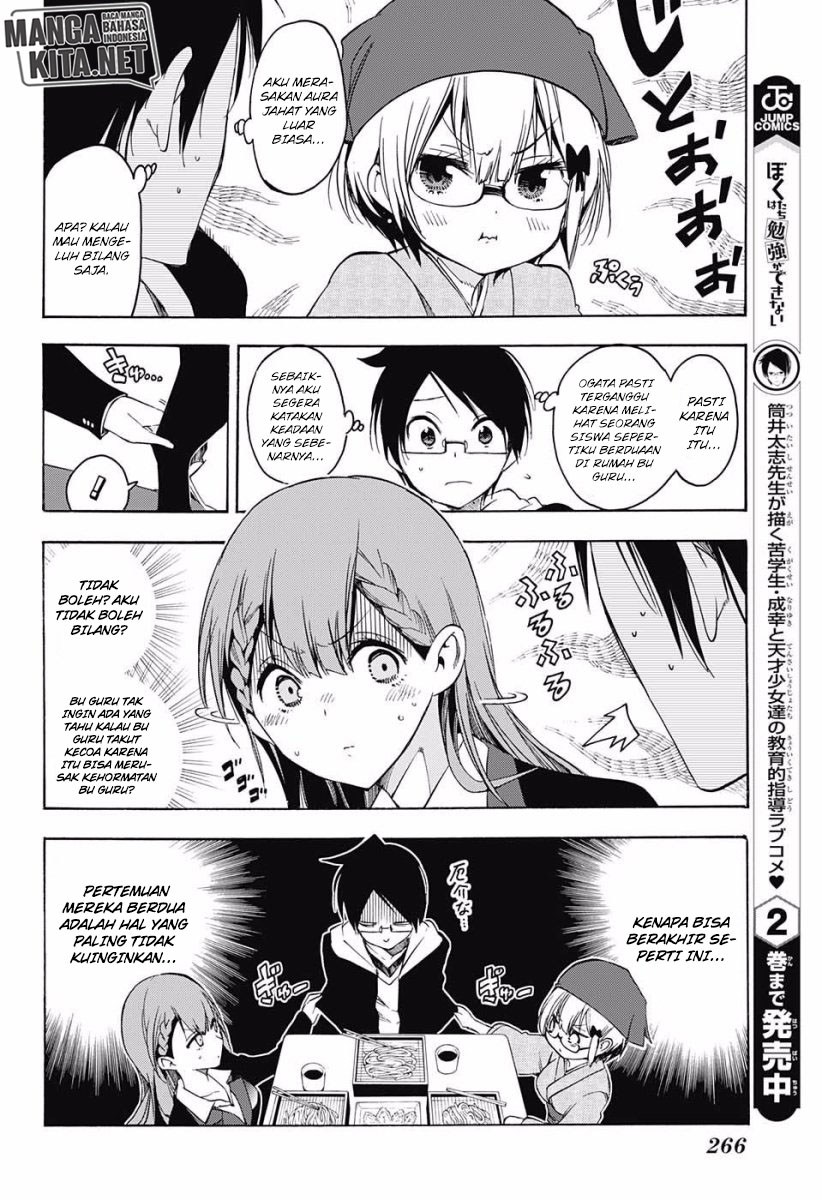 MANGA
KITA.NET
BACA MANGA
BAHASA
INDONESIA
AKU MERA-
SAKAN AURA
JAHAT YANG
LUAR
BIASA...
APA? KALAU
MAU MENGE-
LUH BILANG
SAJA.
じとおおおお
ぷくぅ
PASTI
KARENA
ITU
ITU...
OGATA PASTI
TERGANGGU
KARENA MELI-
HAT SEORANG
SISWA SEPER-
TIKU BERDUAAN
DI RUMAH BU
GURU...
SEBAIK-
NYA AKU
SEGERA
KATAKAN
KEADAAN
YANG SEBE-
NARNYA...
きゅ...
!
ふるふるふる
TIDAK
BOLEH? AKU
TIDAK BOLEH
BILANG?
BU GURU TAK
INGIN ADA YANG
TAHU KALAU BU
GURU TAKUT
KECOA KARENA
ITU BISA MERU-
SAK KEHORMATAN
BU GURU?
KENAPA BISA
BERAKHIR SE-
PERTI INI...
厄介な...
ぎゅー
ぎゅー
PERTEMUAN
MEREKA BERDUA
ADALAH HAL YANG
PALING TIDAK
KUINGINKAN...
JC
JUMP
COMICS
ぼくたちは勉強ができない
筒井太志先生が描く苦学生・成幸と天才少女達の教育的指導ラブコメ♥
2巻まで発売中
266